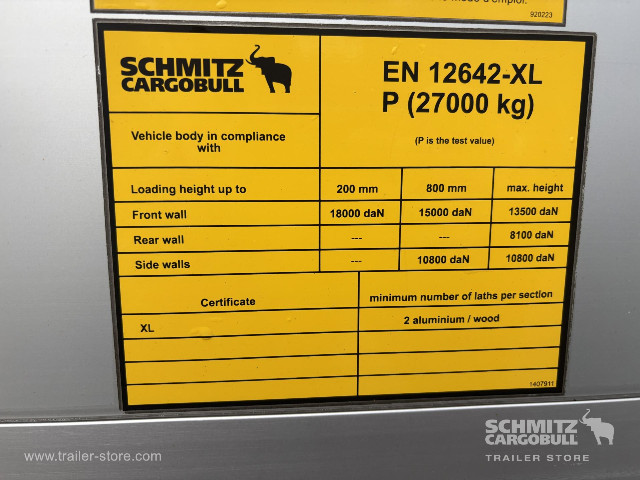 mode d'emploi.
920223
SCHMITZ
CARGOBULL
EN 12642-XL
P (27000 kg)
Vehicle body in compliance
with
(P is the test value)
Loading height up to 200 mm 800 mm max. height
Front wall 18000 daN 15000 daN 13500 daN
Rear wall --- --- 8100 daN
Side walls --- 10800 daN 10800 daN
Certificate minimum number of laths per section
XL 2 aluminium / wood
1407911
www.trailer-store.com
SCHMITZ
CARGOBULL
TRAILER STORE